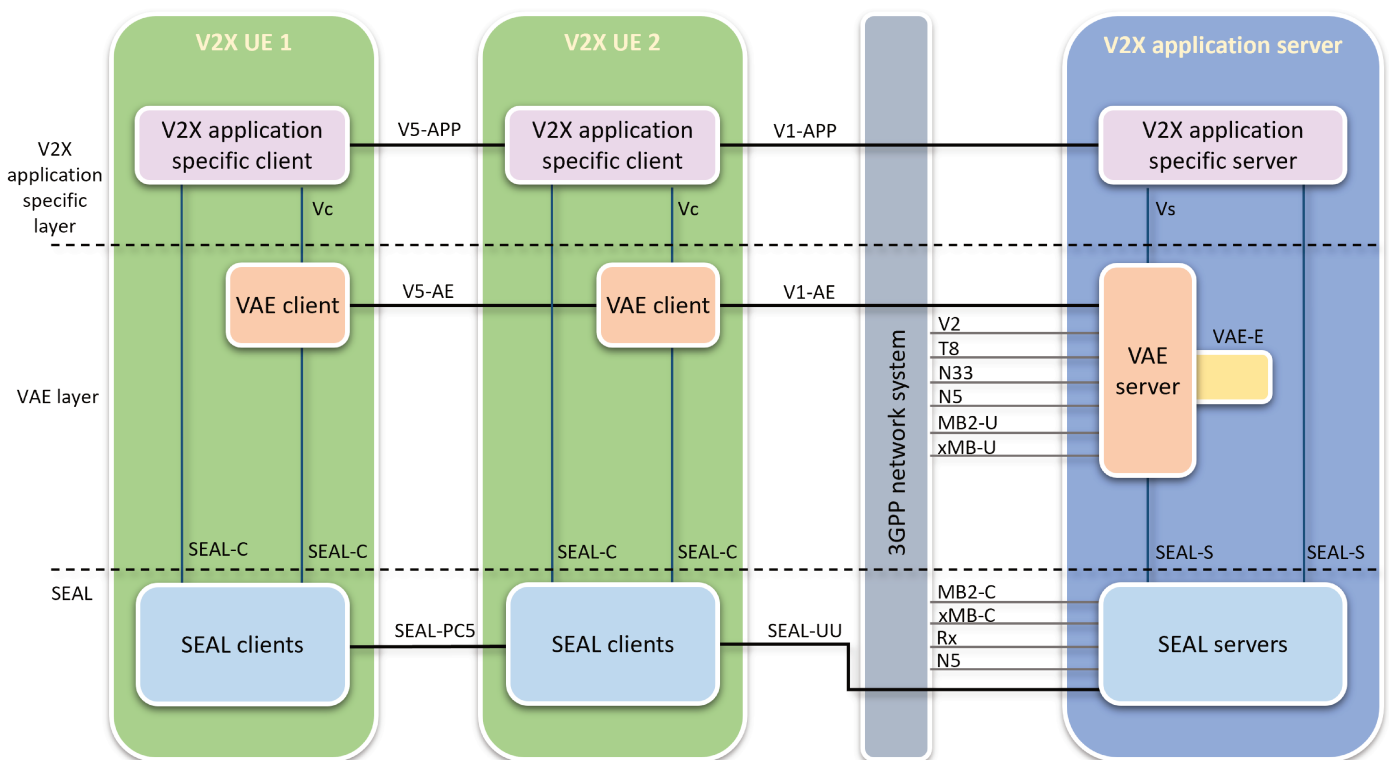 V2X UE 1
V2X UE 2
V2X application server
V2X
application
specific
layer
V2X application
specific client
V5-APP
V2X application
specific client
V1-APP
V2X application
specific server
Vc
Vc
Vs
VAE layer
VAE client
V5-AE
VAE client
V1-AE
3GPP network system
V2
T8
N33
N5
MB2-U
xMB-U
VAE
server
VAE-E
SEAL-C
SEAL-C
SEAL-C
SEAL-C
SEAL-S
SEAL-S
SEAL
SEAL clients
SEAL-PC5
SEAL clients
SEAL-UU
MB2-C
xMB-C
Rx
N5
SEAL servers